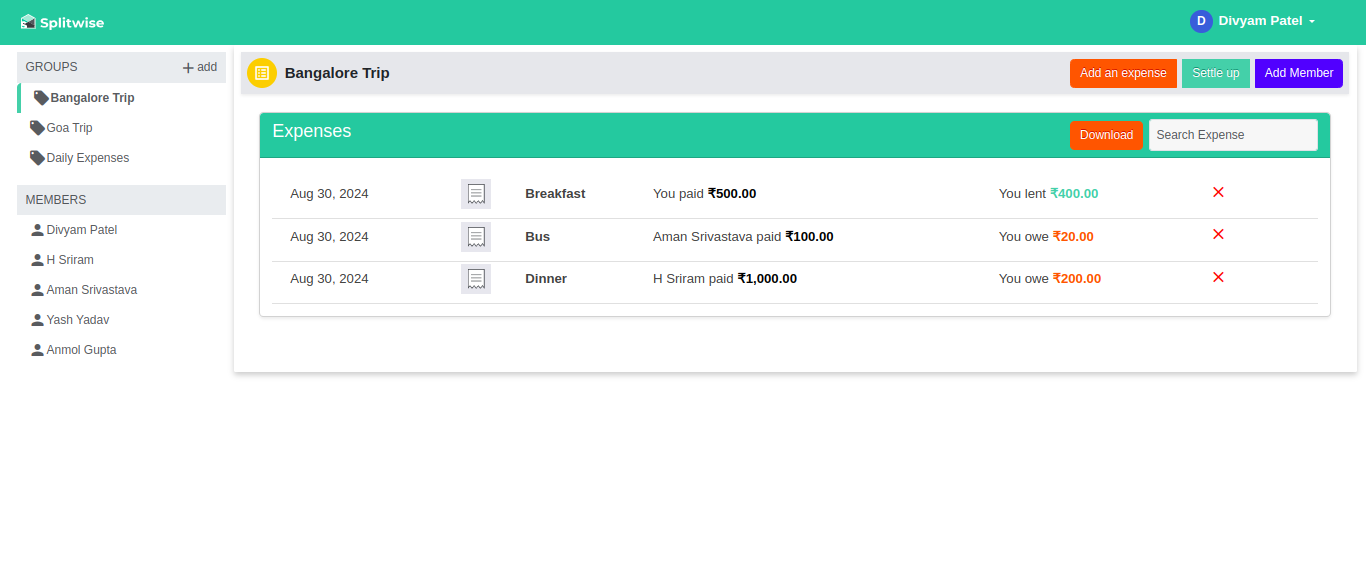 Splitwise
D Divyam Patel
GROUPS + add
Bangalore Trip
Goa Trip
Daily Expenses
MEMBERS
Divyam Patel
H Sriram
Aman Srivastava
Yash Yadav
Anmol Gupta
Bangalore Trip Add an expense Settle up Add Member
Expenses Download Search Expense
Aug 30, 2024 Breakfast You paid ₹500.00 You lent ₹400.00
Aug 30, 2024 Bus Aman Srivastava paid ₹100.00 You owe ₹20.00
Aug 30, 2024 Dinner H Sriram paid ₹1,000.00 You owe ₹200.00